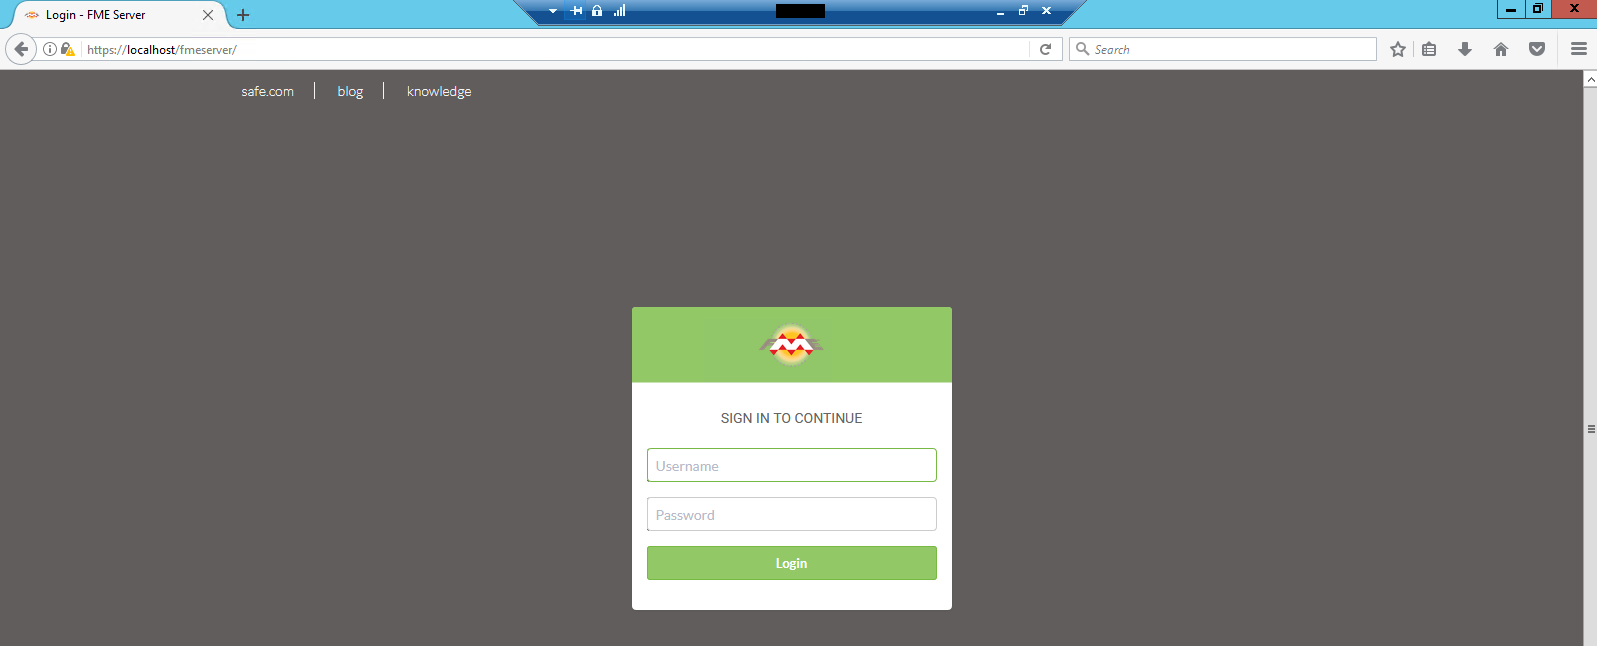 Login - FME Server
https://localhost/fmeserver/
Search
safe.com
blog
knowledge
SIGN IN TO CONTINUE
Username
Password
Login